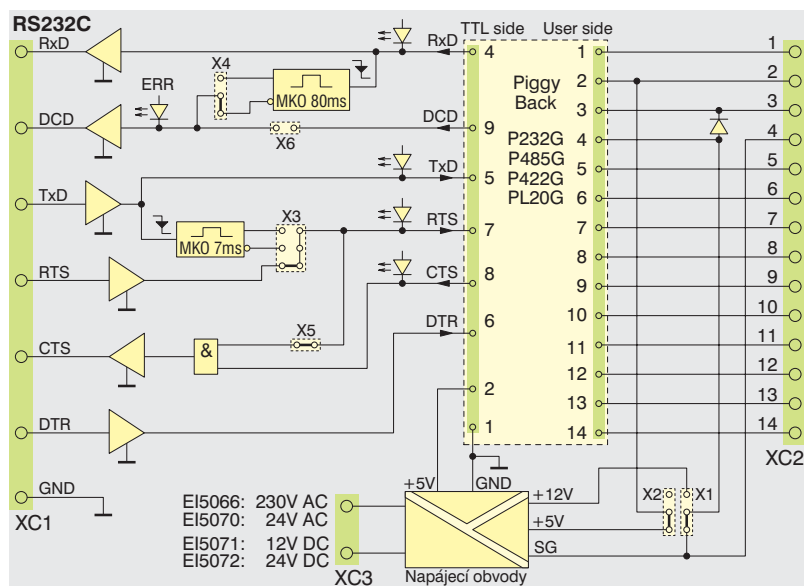 RS232C
TTL side User side
RxD
RxD 4
1 1
X4
ERR
MKO 80ms
2 2
Piggy
Back
3 3
DCD
DCD 9
X6
P232G
4 4
P485G
5 5
TxD
TxD 5
P422G
PL20G
6 6
X3
RTS 7
7 7
MKO 7ms
CTS 8
8 8
RTS
9 9
DTR 6
10 10
CTS
&
X5
11 11
2
12 12
13 13
DTR
1
14 14
XC2
GND
XC1
+5V GND
+12V
X2 X1
EI5066: 230V AC
EI5070: 24V AC
+5V
EI5071: 12V DC
EI5072: 24V DC
SG
XC3
Napájecí obvody